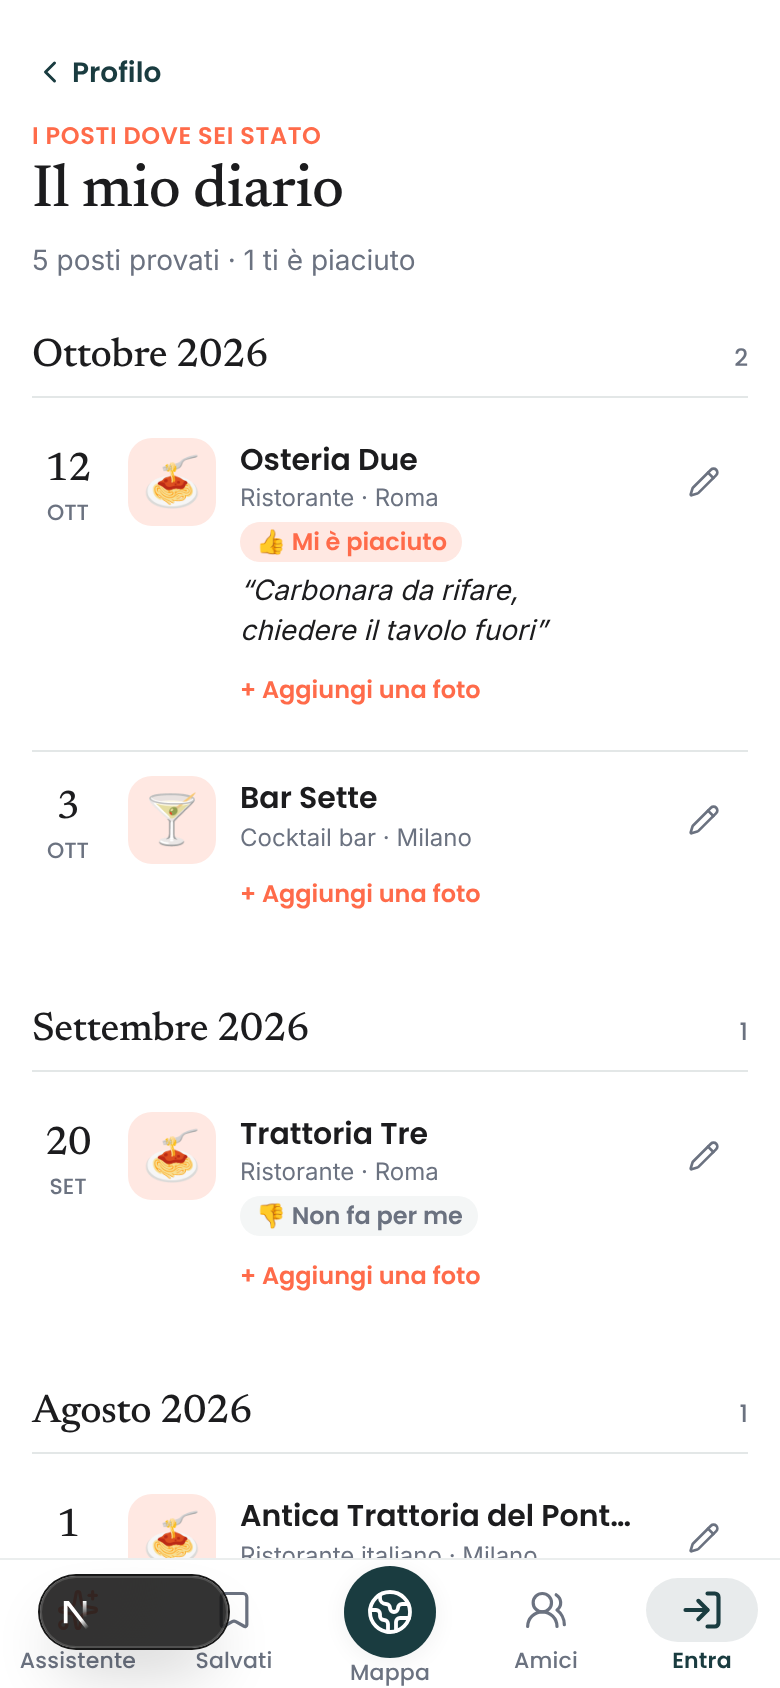 Profilo
I POSTI DOVE SEI STATO
Il mio diario
5 posti provati · 1 ti è piaciuto
Ottobre 2026
2
12
OTT
Osteria Due
Ristorante · Roma
👍 Mi è piaciuto
“Carbonara da rifare,
chiedere il tavolo fuori”
+ Aggiungi una foto
3
OTT
Bar Sette
Cocktail bar · Milano
+ Aggiungi una foto
Settembre 2026
1
20
SET
Trattoria Tre
Ristorante · Roma
👎 Non fa per me
+ Aggiungi una foto
Agosto 2026
1
1
Antica Trattoria del Pont...
Ristorante italiano · Milano
N
Assistente
Salvati
Mappa
Amici
Entra